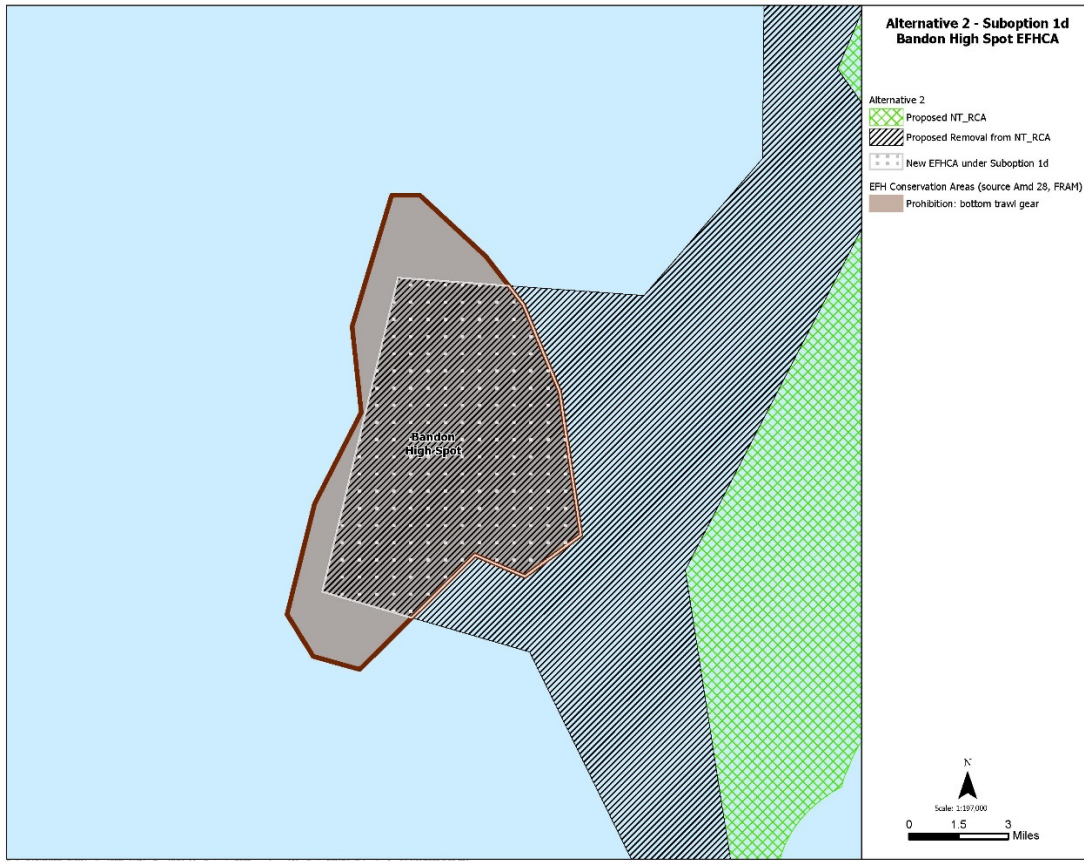 Alternative 2 - Suboption 1d
Bandon High Spot EFHCA
Alternative 2
Proposed NT_RCA
Proposed Removal from NT_RCA
New EFHCA under Suboption 1d
EFH Conservation Areas (source Amd 28, FRAM)
Prohibition: bottom trawl gear
Bandon
High Spot
N
Scale: 1:197,000
0 1.5 3
Miles